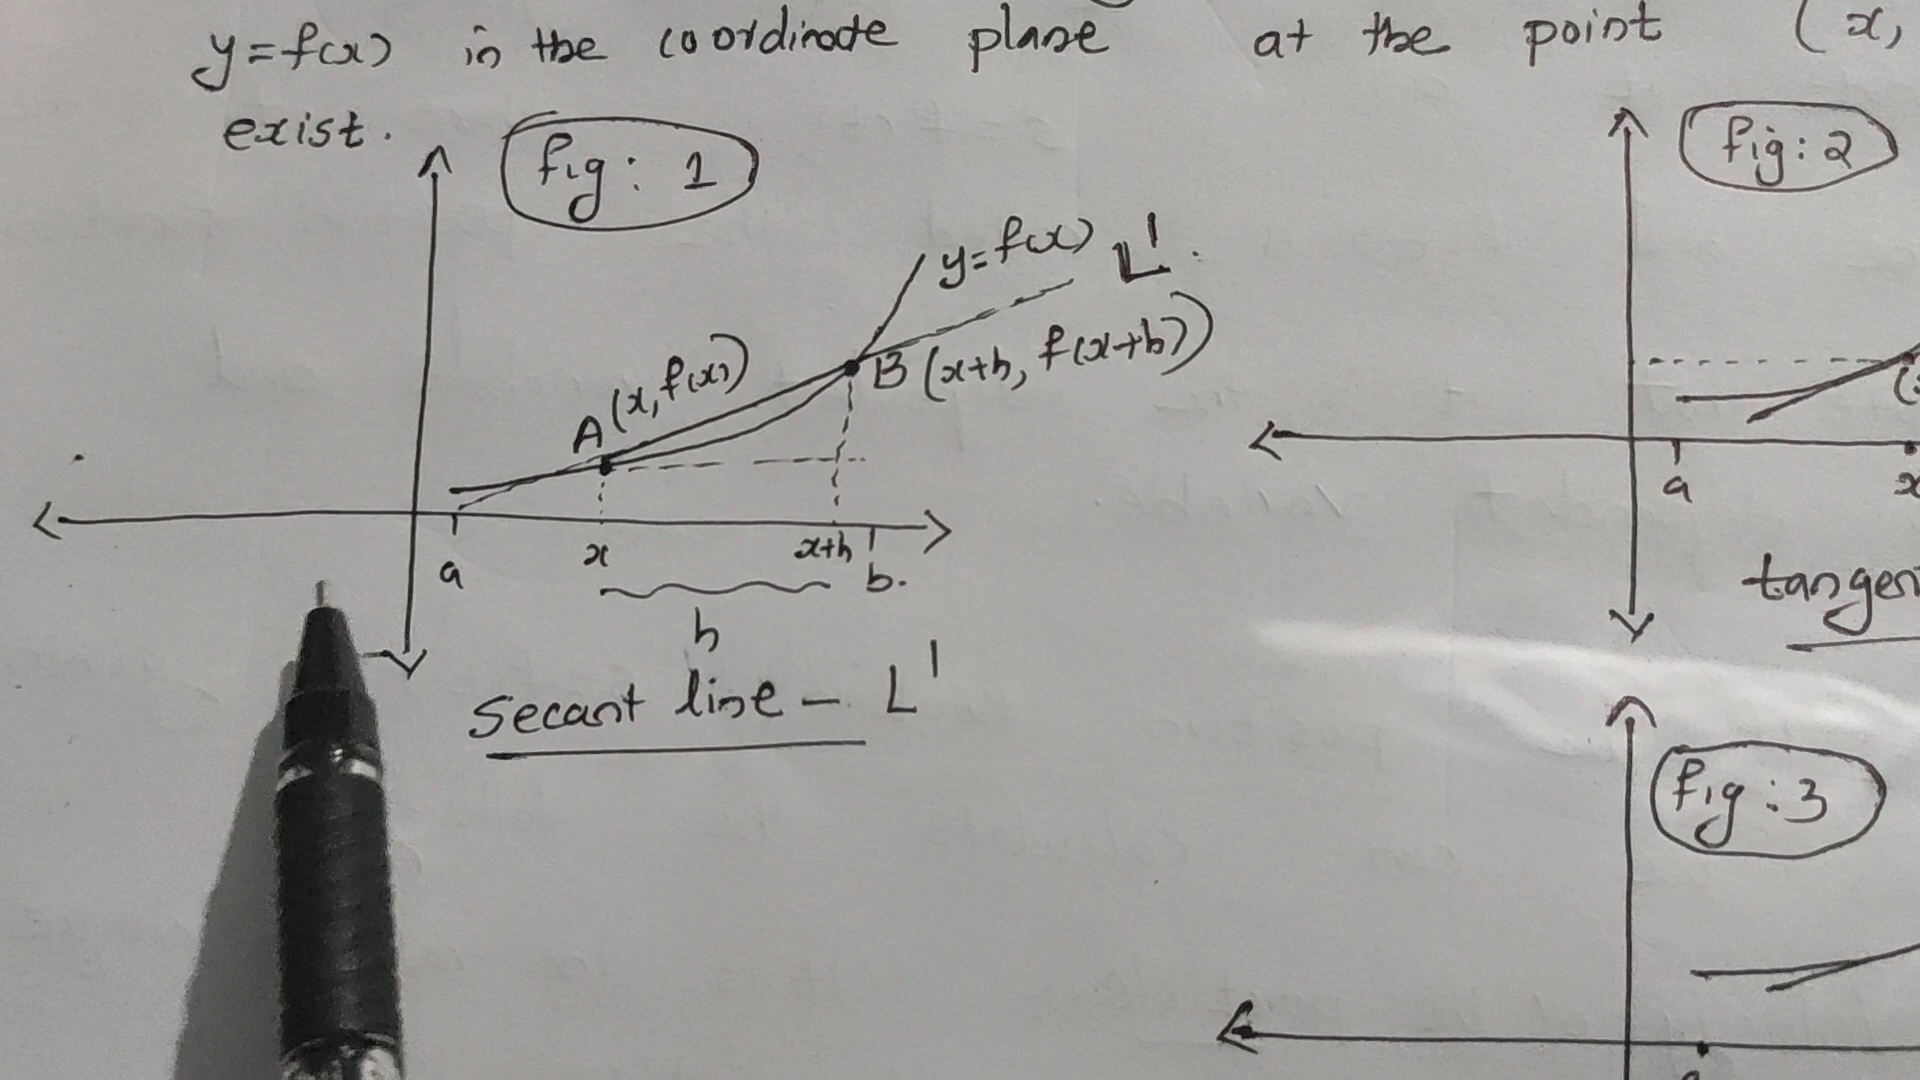 y=f(x) in the coordinate plane at the point (x,
exist.
fig: 1
fig: 2
y=f(x) L'.
A(x, f(x))
B(x+h, f(x+h))
a x x+h b.
h
Secant line – L'
a x
tangen
fig: 3
a